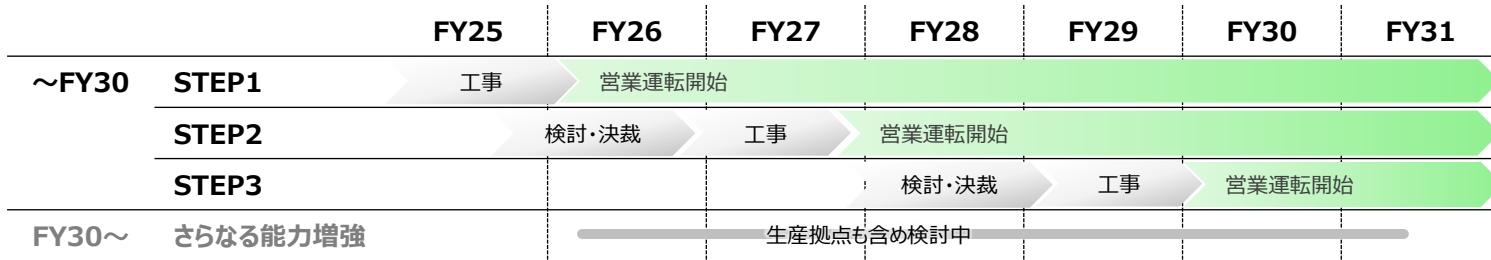 FY25 FY26 FY27 FY28 FY29 FY30 FY31
～FY30 STEP1 工事 営業運転開始
STEP2 検討・決裁 工事 営業運転開始
STEP3 検討・決裁 工事 営業運転開始
FY30～ さらなる能力増強 生産拠点も含め検討中